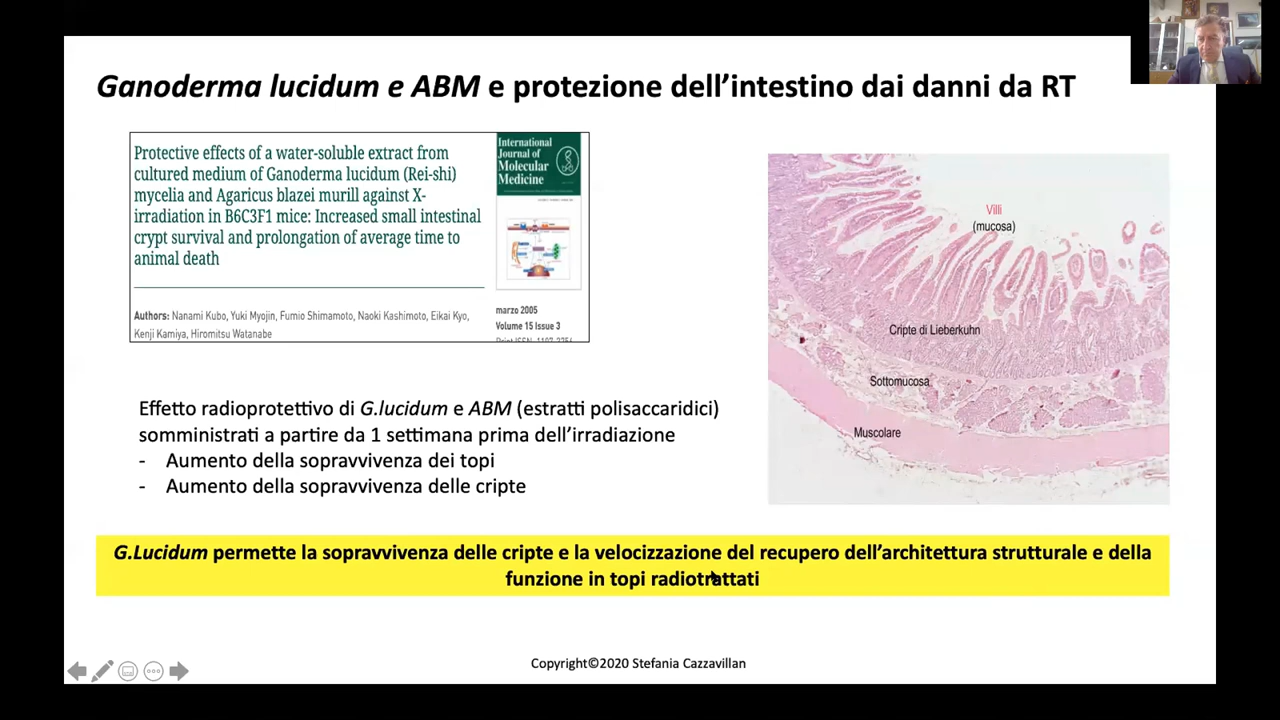 Ganoderma lucidum e ABM e protezione dell'intestino dai danni da RT
Protective effects of a water-soluble extract from
cultured medium of Ganoderma lucidum (Rei-shi)
mycelia and Agaricus blazei murill against X-
irradiation in B6C3F1 mice: Increased small intestinal
crypt survival and prolongation of average time to
animal death
Authors: Nanami Kubo, Yuki Myojin, Fumio Shimamoto, Naoki Kashimoto, Eikai Kyo,
Kenji Kamiya, Hiromitsu Watanabe
International
Journal of
Molecular
Medicine
marzo 2005
Volume 15 Issue 3
Villi
(mucosa)
Cripte di Lieberkuhn
Sottomucosa
Muscolare
Effetto radioprotettivo di G.lucidum e ABM (estratti polisaccaridici)
somministrati a partire da 1 settimana prima dell'irradiazione
- Aumento della sopravvivenza dei topi
- Aumento della sopravvivenza delle cripte
G.Lucidum permette la sopravvivenza delle cripte e la velocizzazione del recupero dell'architettura strutturale e della
funzione in topi radiotrattati
Copyright©2020 Stefania Cazzavillan